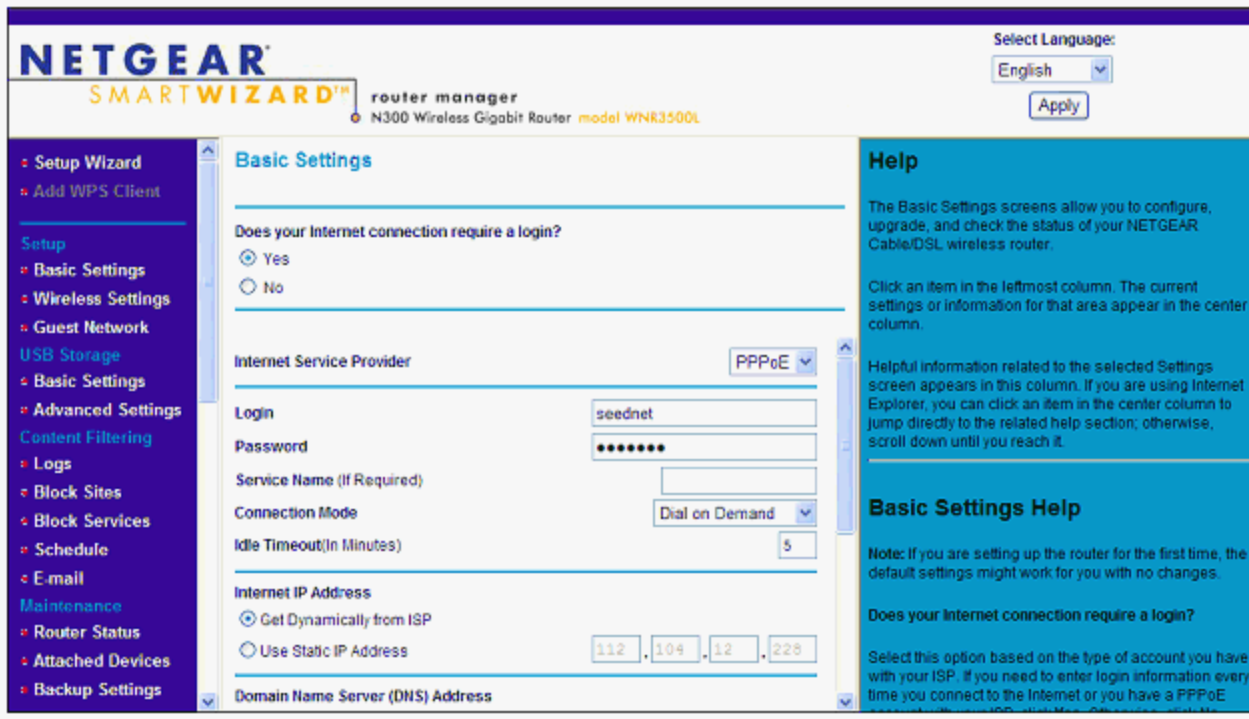 NETGEAR
SMARTWIZARD™
router manager
N300 Wireless Gigabit Router model WNR3500L
Select Language:
English
Apply
Setup Wizard
Add WPS Client
Setup
Basic Settings
Wireless Settings
Guest Network
USB Storage
Basic Settings
Advanced Settings
Content Filtering
Logs
Block Sites
Block Services
Schedule
E-mail
Maintenance
Router Status
Attached Devices
Backup Settings
Basic Settings
Does your Internet connection require a login?
Yes
No
Internet Service Provider
PPPoE
Login
seednet
Password
•••••••
Service Name (If Required)
Connection Mode
Dial on Demand
Idle Timeout(In Minutes)
5
Internet IP Address
Get Dynamically from ISP
Use Static IP Address
112 . 104 . 12 . 228
Domain Name Server (DNS) Address
Help
The Basic Settings screens allow you to configure,
upgrade, and check the status of your NETGEAR
Cable/DSL wireless router.
Click an item in the leftmost column. The current
settings or information for that area appear in the center
column.
Helpful information related to the selected Settings
screen appears in this column. If you are using Internet
Explorer, you can click an item in the center column to
jump directly to the related help section; otherwise,
scroll down until you reach it.
Basic Settings Help
Note: If you are setting up the router for the first time, the
default settings might work for you with no changes.
Does your Internet connection require a login?
Select this option based on the type of account you have
with your ISP. If you need to enter login information every
time you connect to the Internet or you have a PPPoE